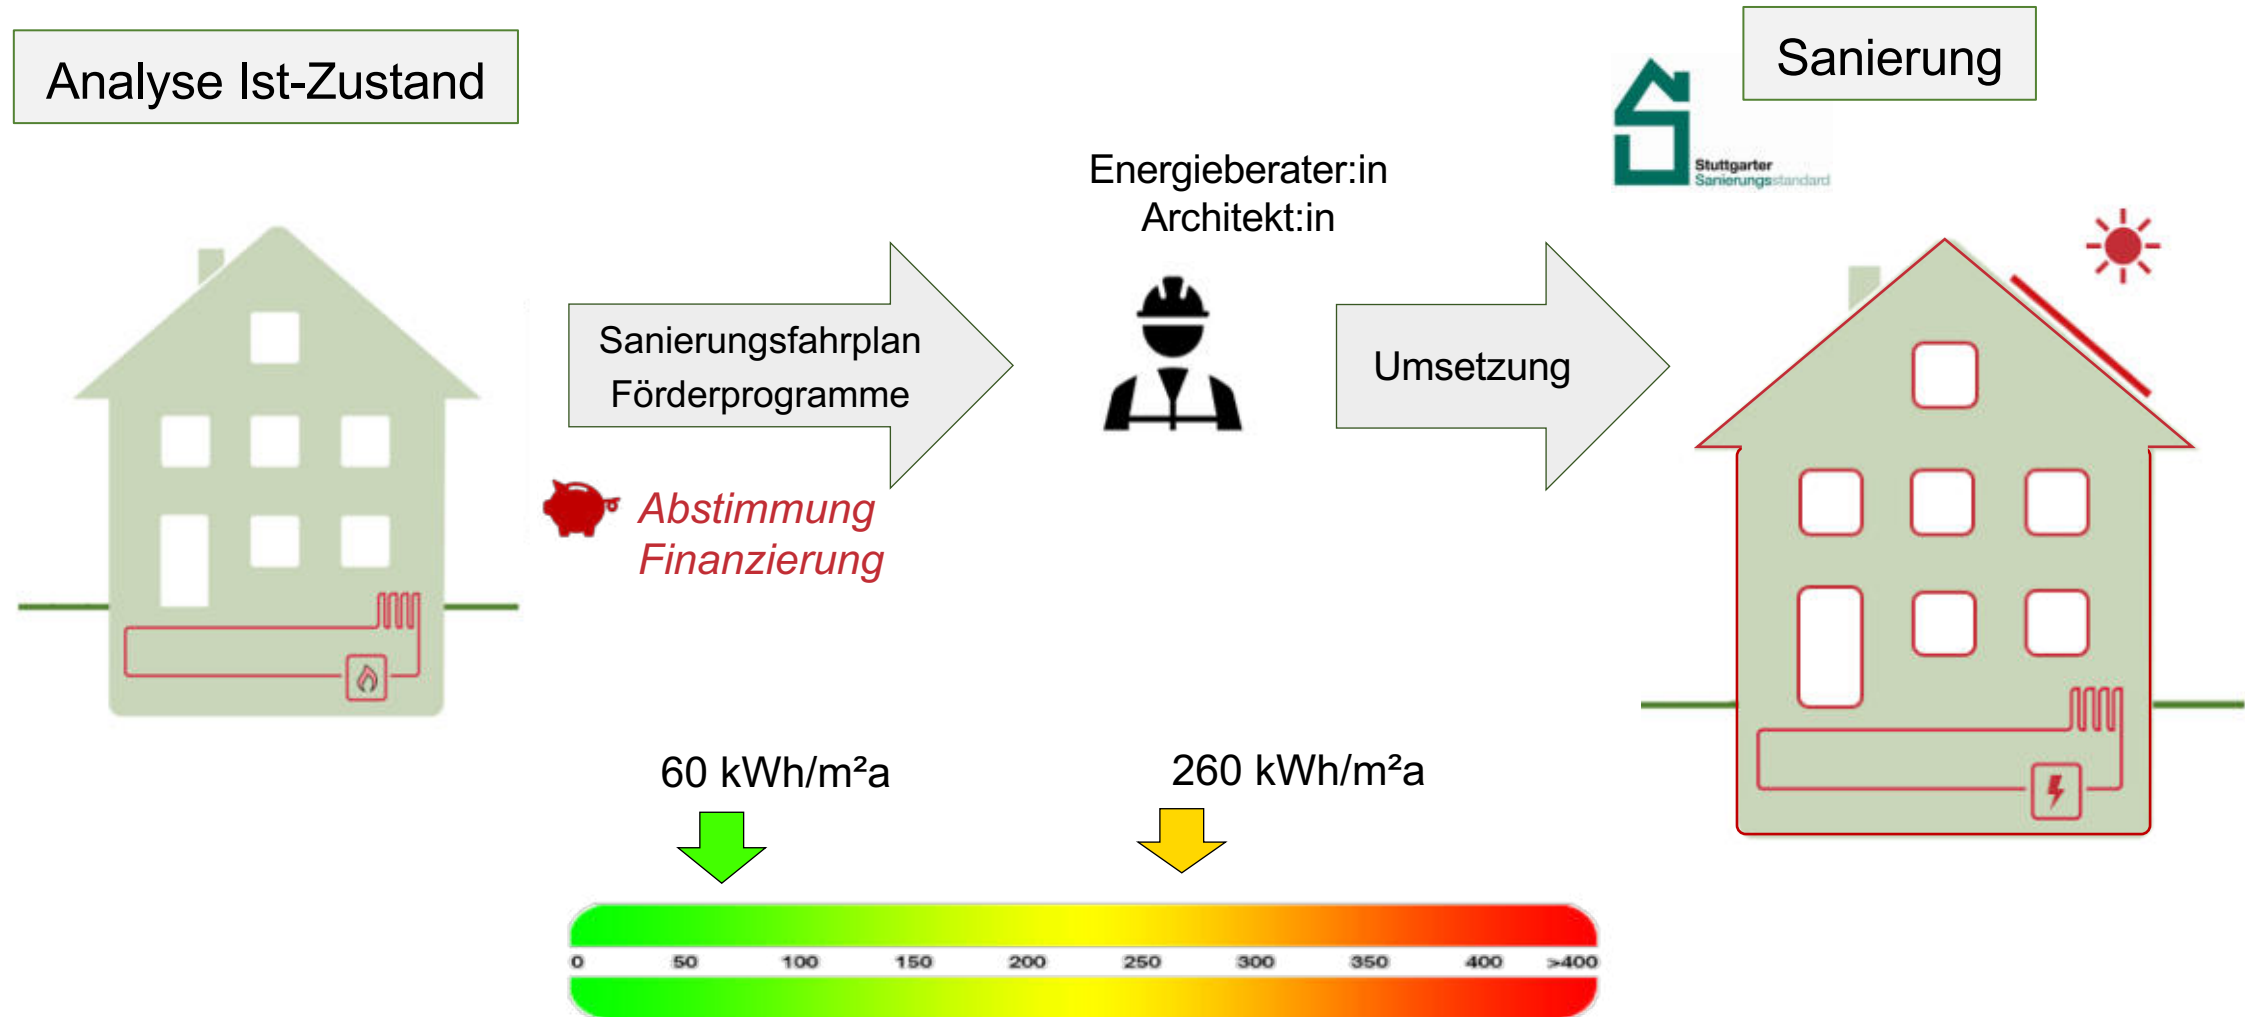 Analyse Ist-Zustand
Sanierung
Stuttgarter
Sanierungsstandard
Energieberater:in
Architekt:in
Sanierungsfahrplan
Förderprogramme
Umsetzung
Abstimmung
Finanzierung
60 kWh/m²a
260 kWh/m²a
0 50 100 150 200 250 300 350 400 >400